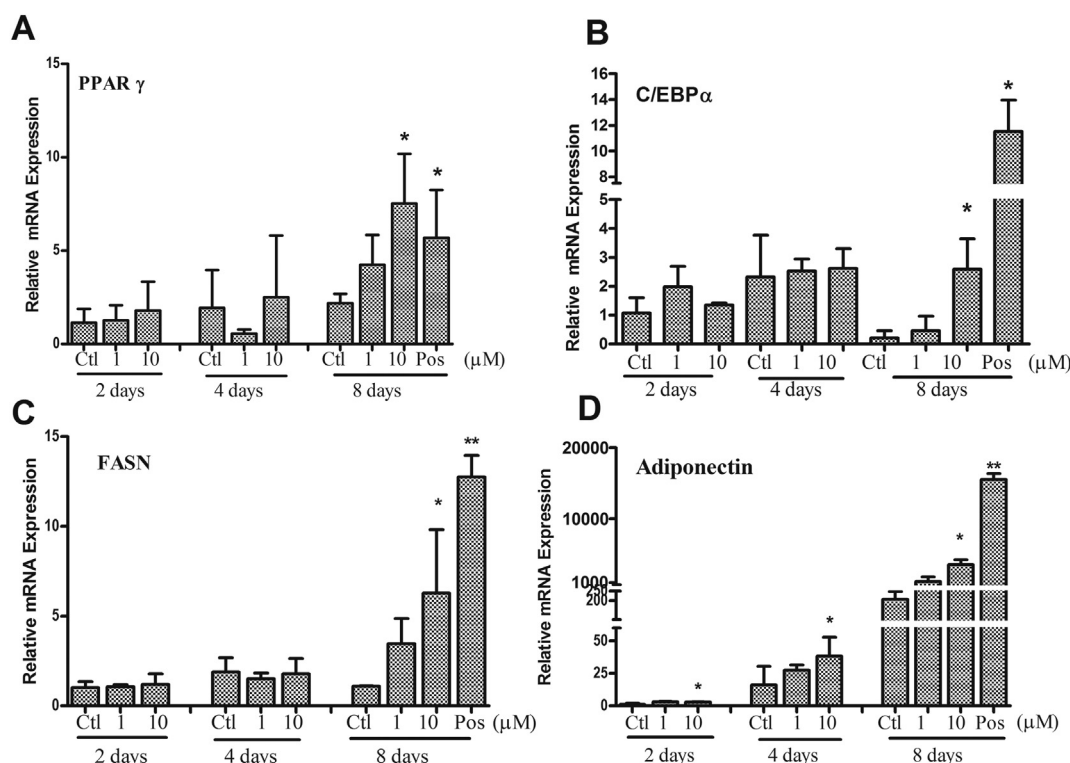 A
PPAR γ
Relative mRNA Expression
15
10
5
0
*
*
Ctl 1 10 Ctl 1 10 Ctl 1 10 Pos (μM)
2 days 4 days 8 days
B
C/EBPα
Relative mRNA Expression
16
14
12
10
8
6
5
4
3
2
1
0
*
*
Ctl 1 10 Ctl 1 10 Ctl 1 10 Pos (μM)
2 days 4 days 8 days
C
FASN
Relative mRNA Expression
15
10
5
0
*
**
Ctl 1 10 Ctl 1 10 Ctl 1 10 Pos (μM)
2 days 4 days 8 days
D
Adiponectin
Relative mRNA Expression
20000
10000
1000
250
200
50
25
0
*
*
*
**
Ctl 1 10 Ctl 1 10 Ctl 1 10 Pos (μM)
2 days 4 days 8 days